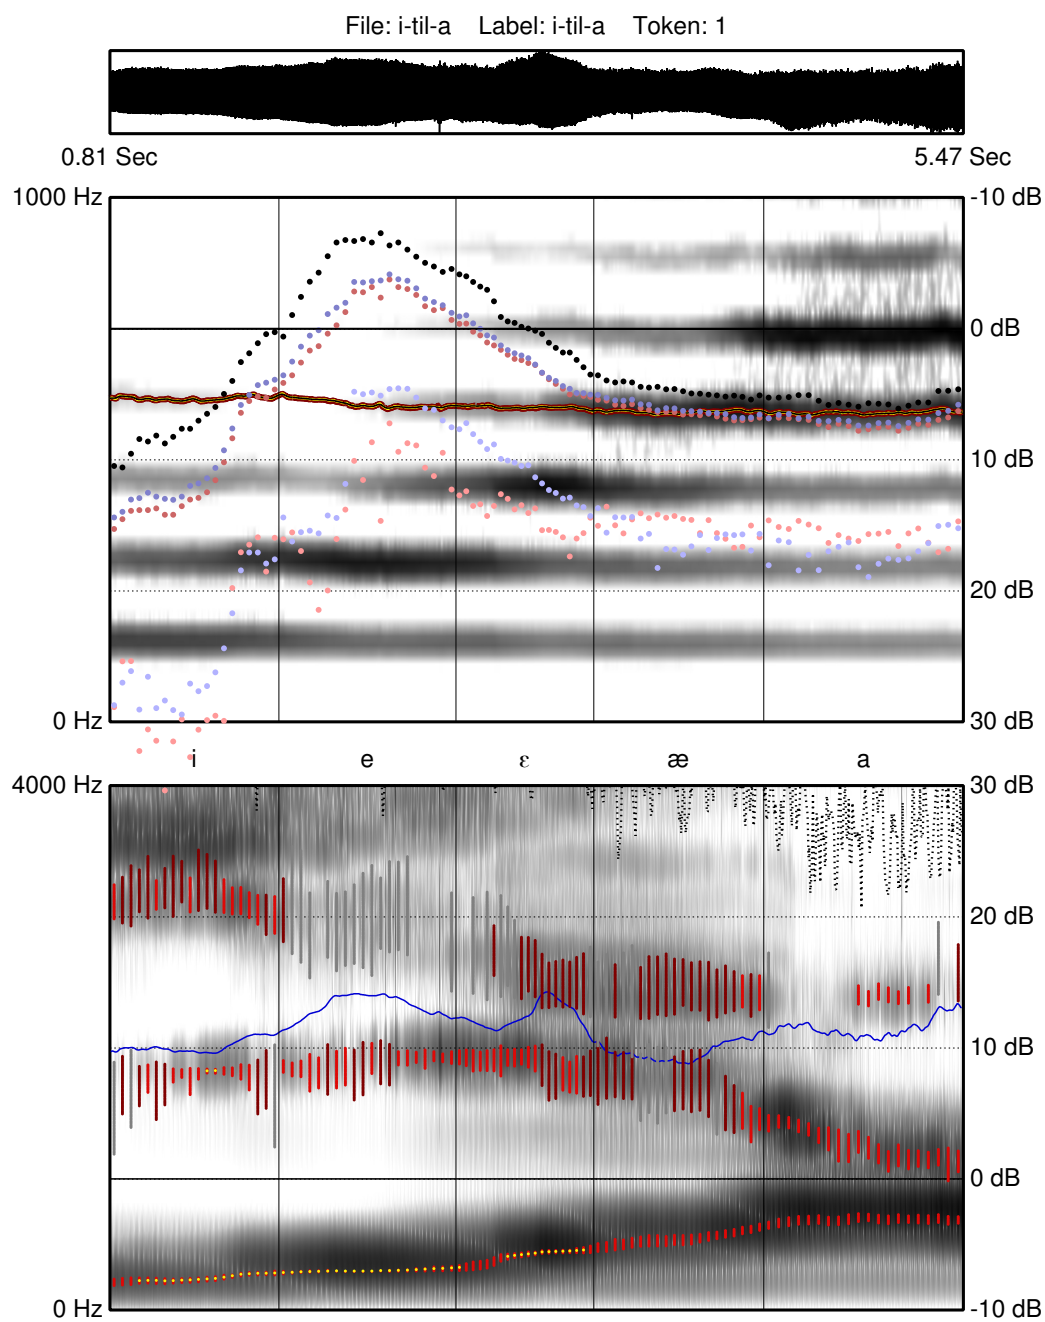 File: i-til-a Label: i-til-a Token: 1
0.81 Sec 5.47 Sec
1000 Hz -10 dB
0 dB
10 dB
20 dB
0 Hz 30 dB
i e ε æ a
4000 Hz 30 dB
20 dB
10 dB
0 dB
0 Hz -10 dB